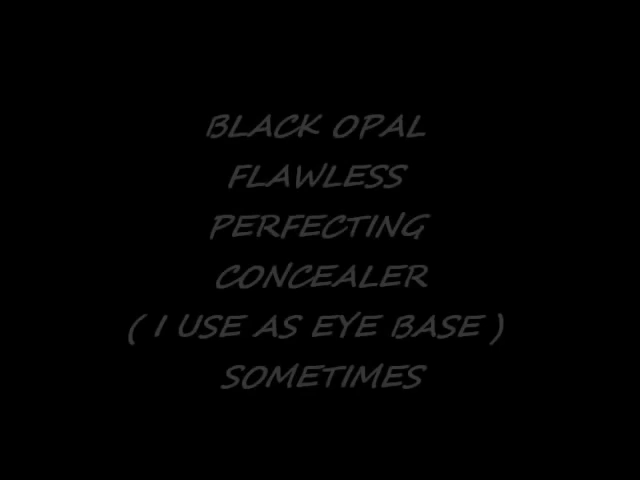 BLACK OPAL
FLAWLESS
PERFECTING
CONCEALER
( I USE AS EYE BASE )
SOMETIMES